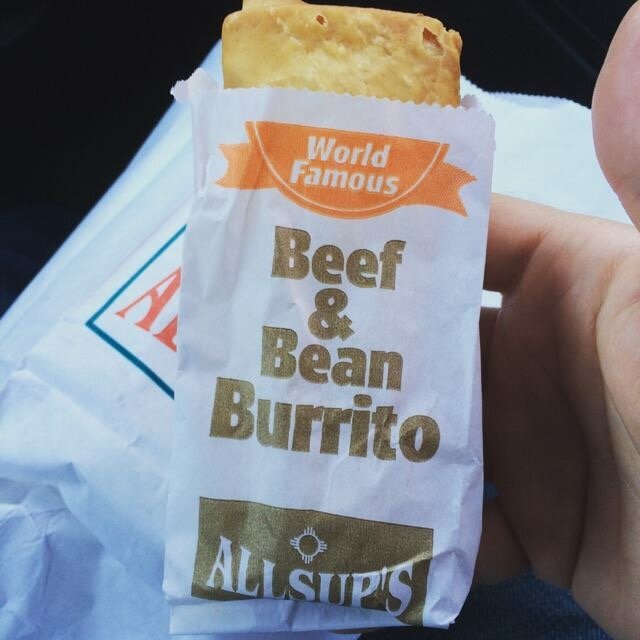 World
Famous
Beef
&
Bean
Burrito
ALLSUP'S